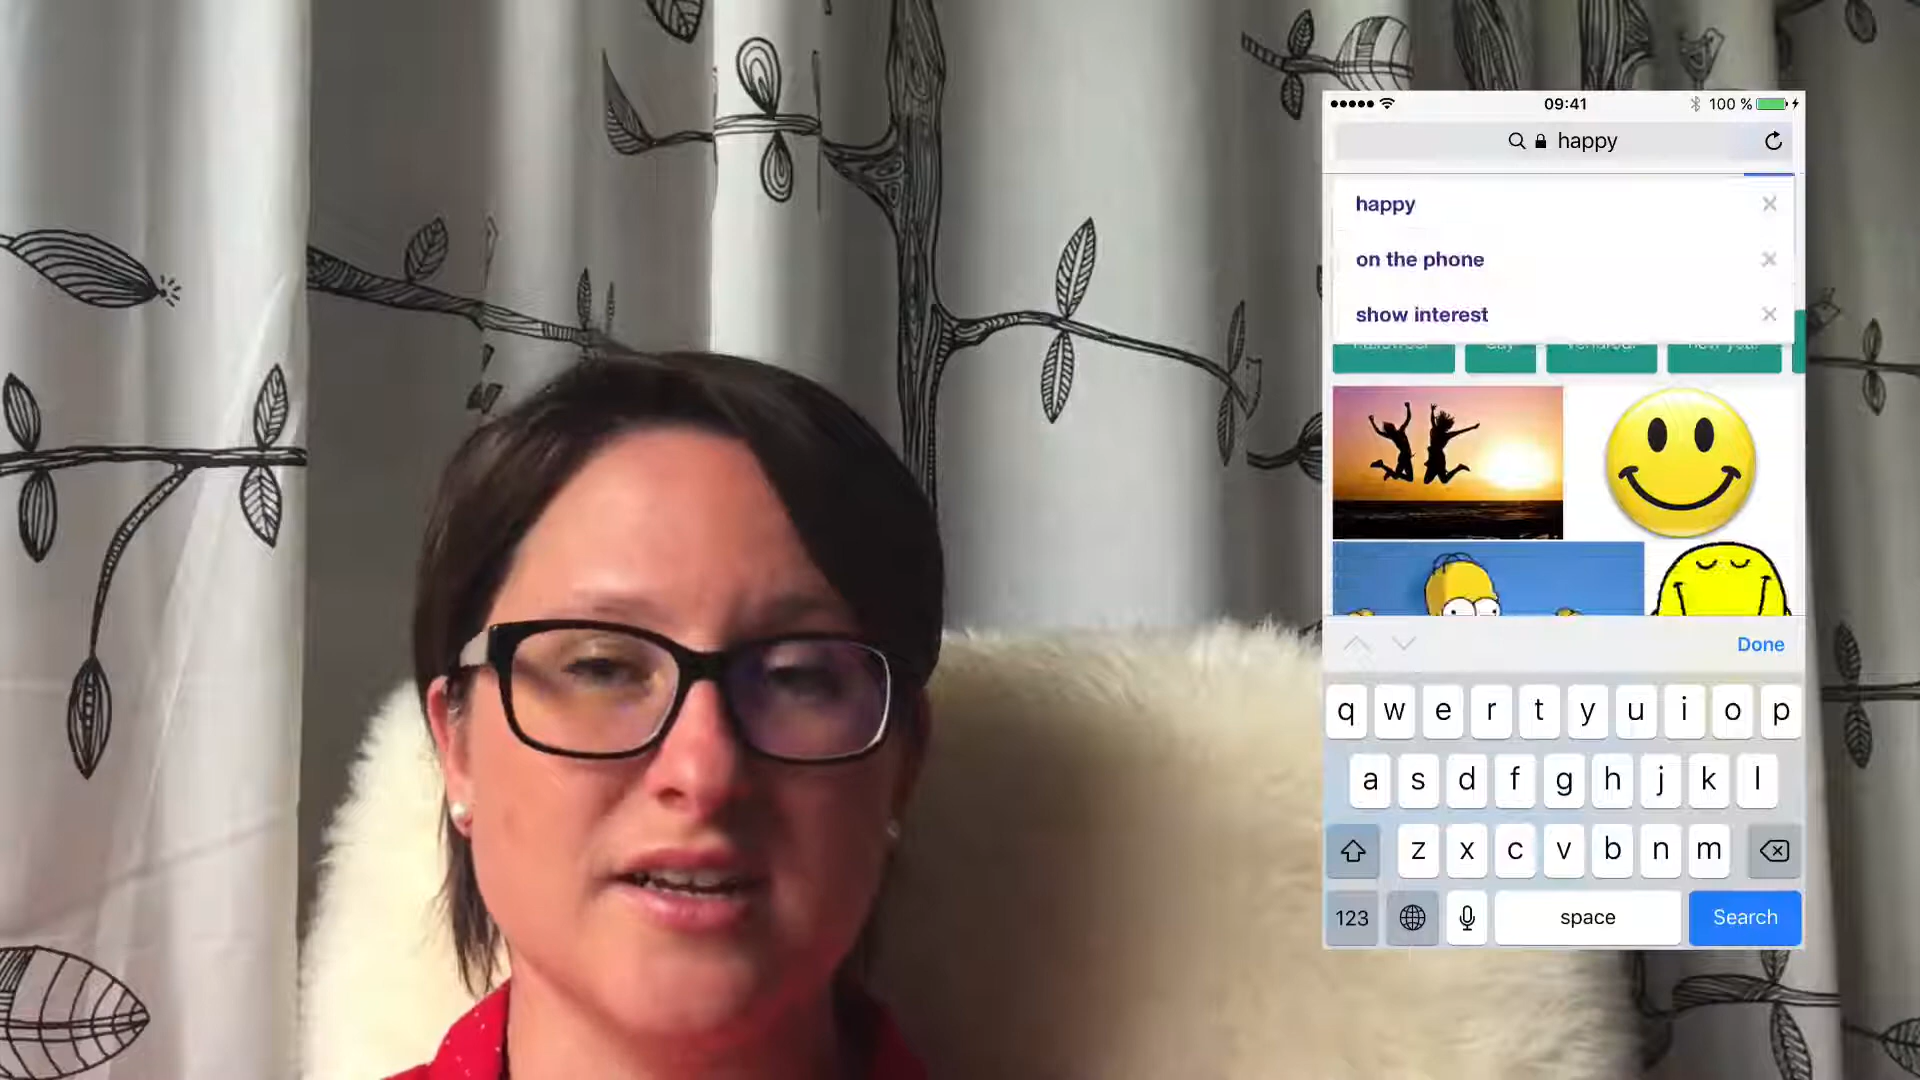 09:41
100 %
happy
happy
on the phone
show interest
Done
q w e r t y u i o p
a s d f g h j k l
z x c v b n m
123
space
Search